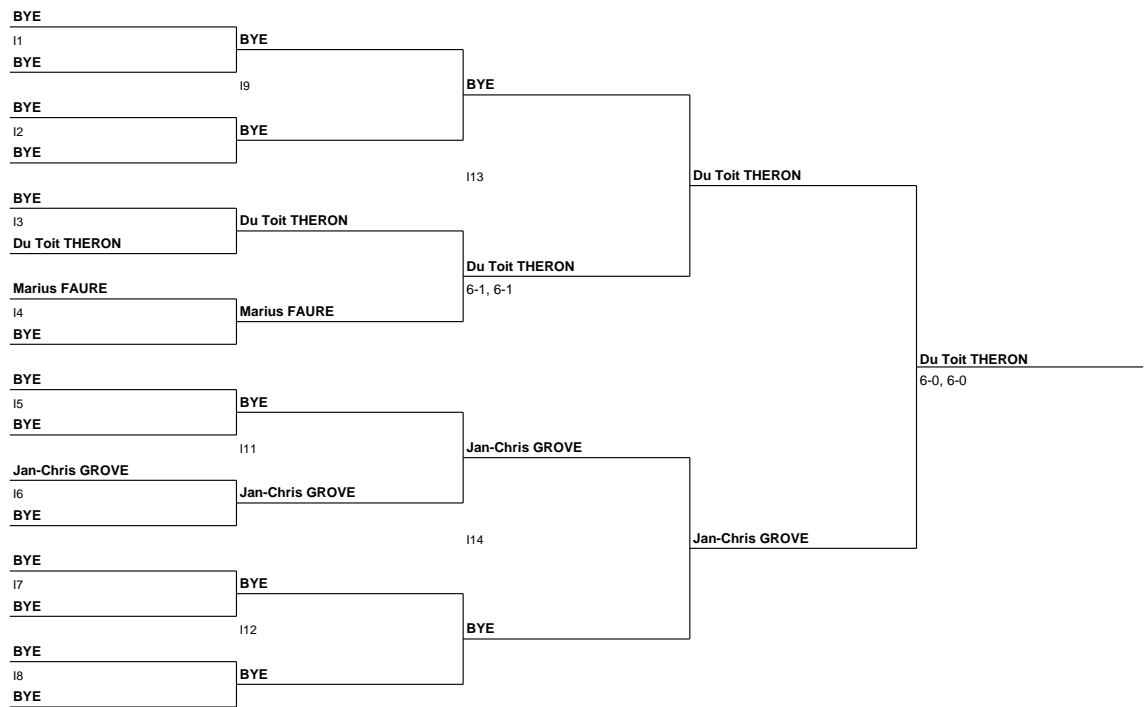 BYE
I1
BYE
BYE
I9
BYE
BYE
I2
BYE
BYE
I13
Du Toit THERON
BYE
I3
Du Toit THERON
Du Toit THERON
Du Toit THERON
6-1, 6-1
Marius FAURE
I4
Marius FAURE
BYE
Du Toit THERON
6-0, 6-0
BYE
I5
BYE
BYE
I11
Jan-Chris GROVE
Jan-Chris GROVE
I6
Jan-Chris GROVE
BYE
I14
Jan-Chris GROVE
BYE
I7
BYE
BYE
I12
BYE
BYE
I8
BYE
BYE